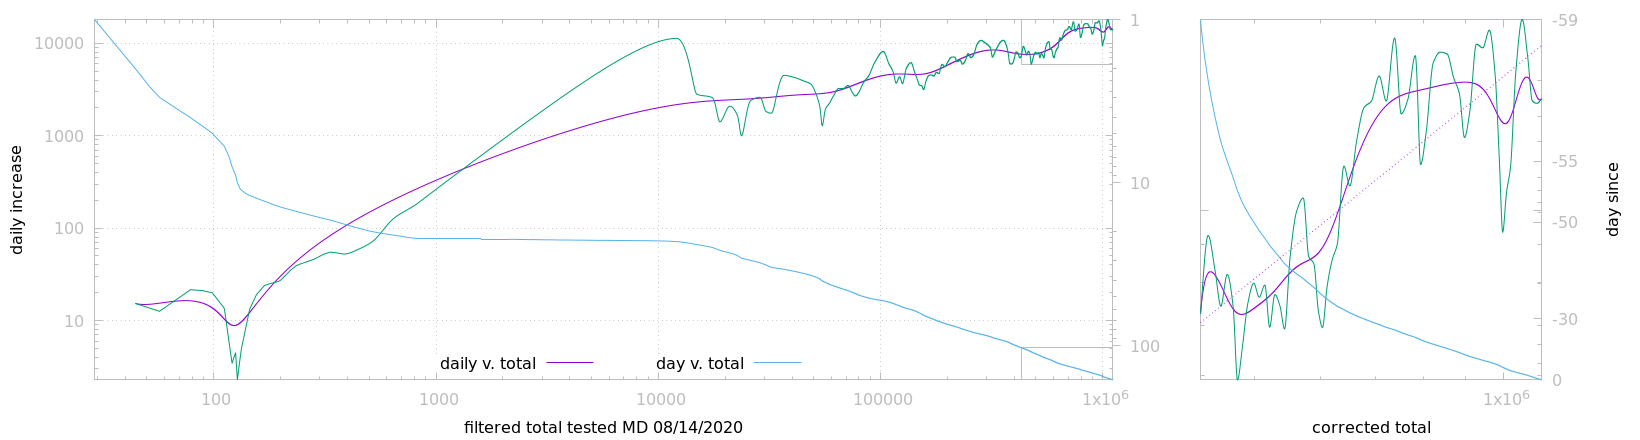 daily increase
10000
1000
100
10
1
10
100
daily v. total
day v. total
100
1000
10000
100000
1x10^6
filtered total tested MD 08/14/2020
-59
-55
-50
-30
0
day since
1x10^6
corrected total